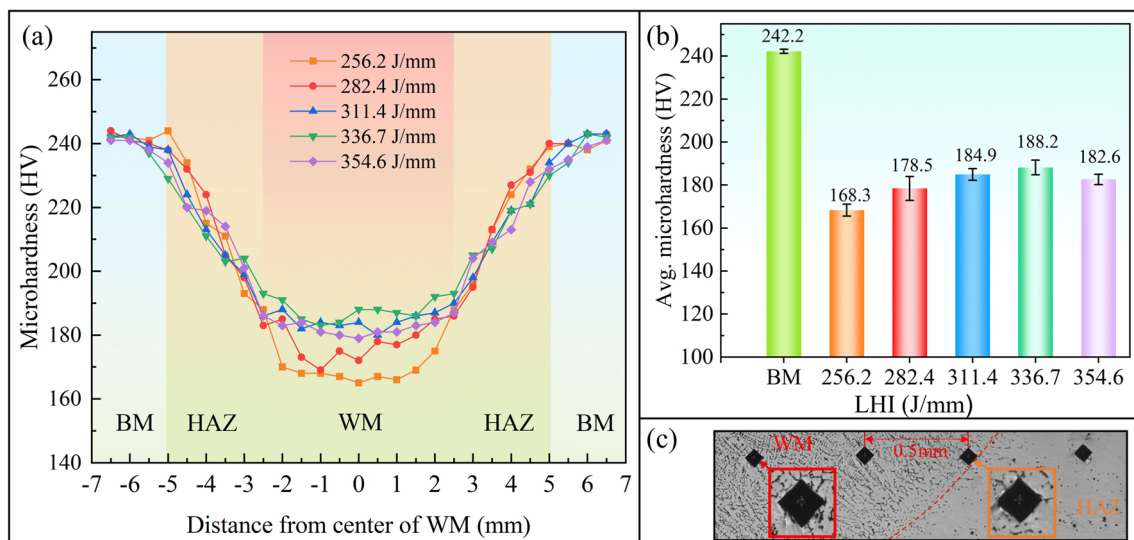 (a)
256.2 J/mm
282.4 J/mm
311.4 J/mm
336.7 J/mm
354.6 J/mm
Microhardness (HV)
260
240
220
200
180
160
140
BM HAZ WM HAZ BM
-7 -6 -5 -4 -3 -2 -1 0 1 2 3 4 5 6 7
Distance from center of WM (mm)
(b)
Avg. microhardness (HV)
240
220
200
180
160
140
120
100
242.2
168.3
178.5
184.9
188.2
182.6
BM 256.2 282.4 311.4 336.7 354.6
LHI (J/mm)
(c)
WM
0.5mm
HAZ